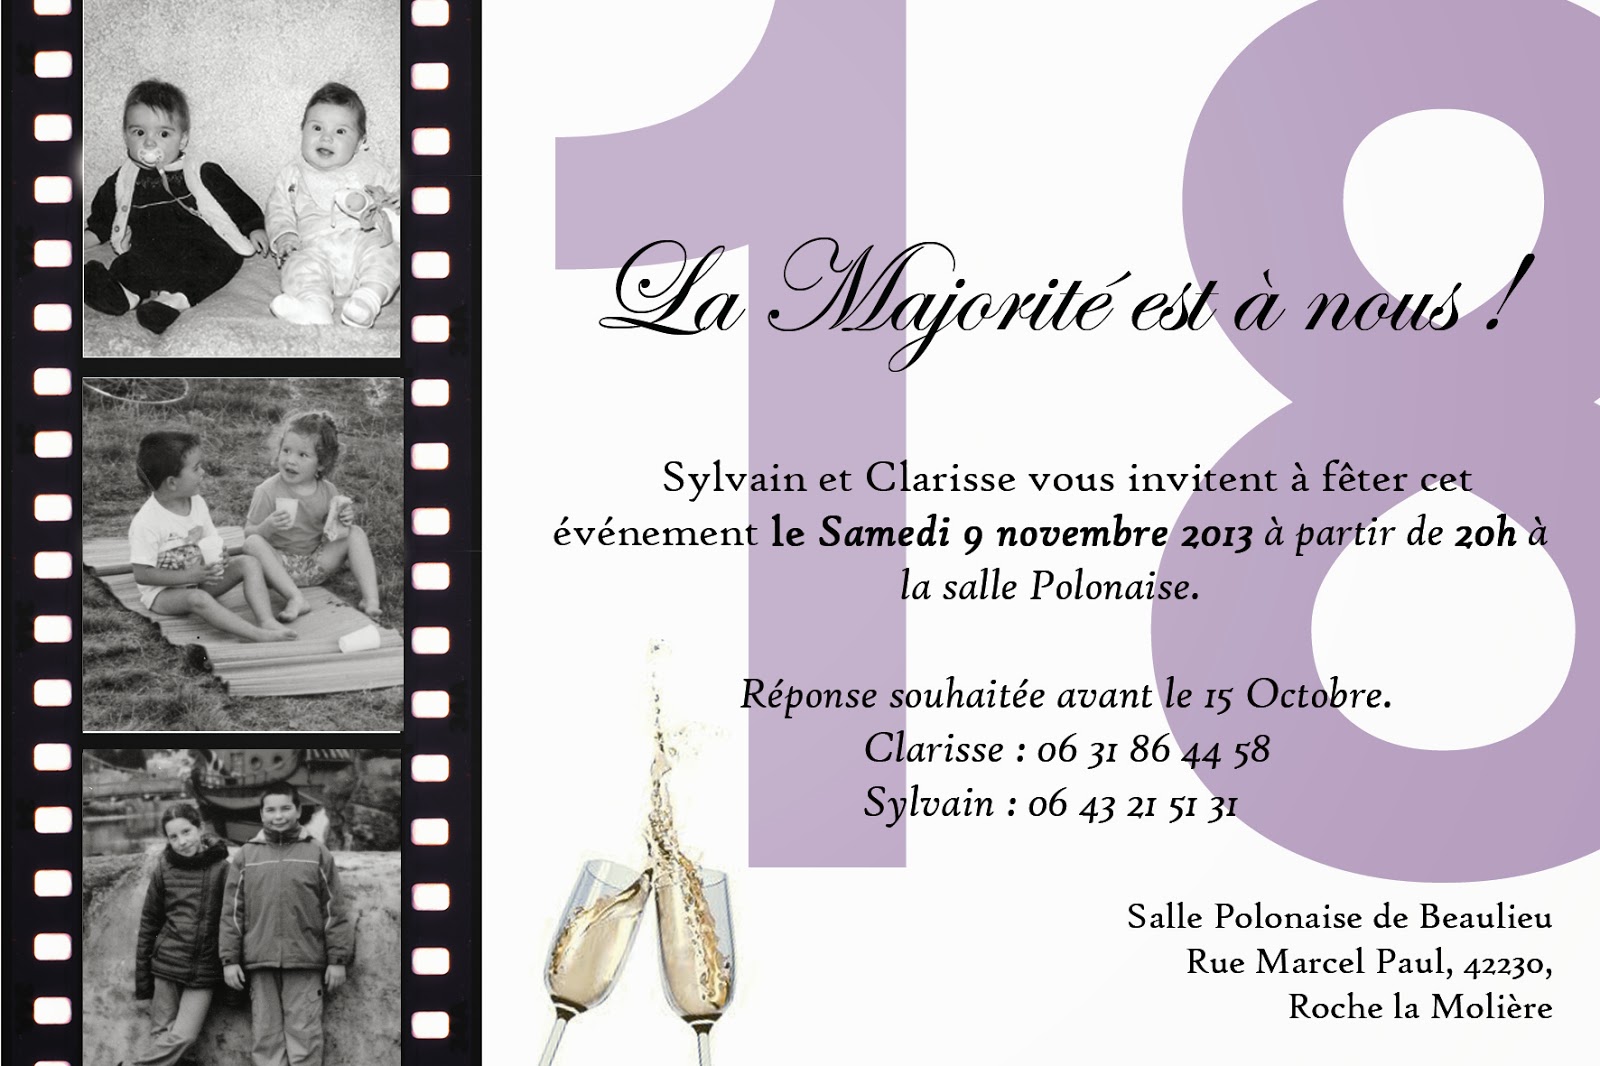 18
La Majorité est à nous !
Sylvain et Clarisse vous invitent à fêter cet
événement le Samedi 9 novembre 2013 à partir de 20h à
la salle Polonaise.
Réponse souhaitée avant le 15 Octobre.
Clarisse : 06 31 86 44 58
Sylvain : 06 43 21 51 31
Salle Polonaise de Beaulieu
Rue Marcel Paul, 42230,
Roche la Molière